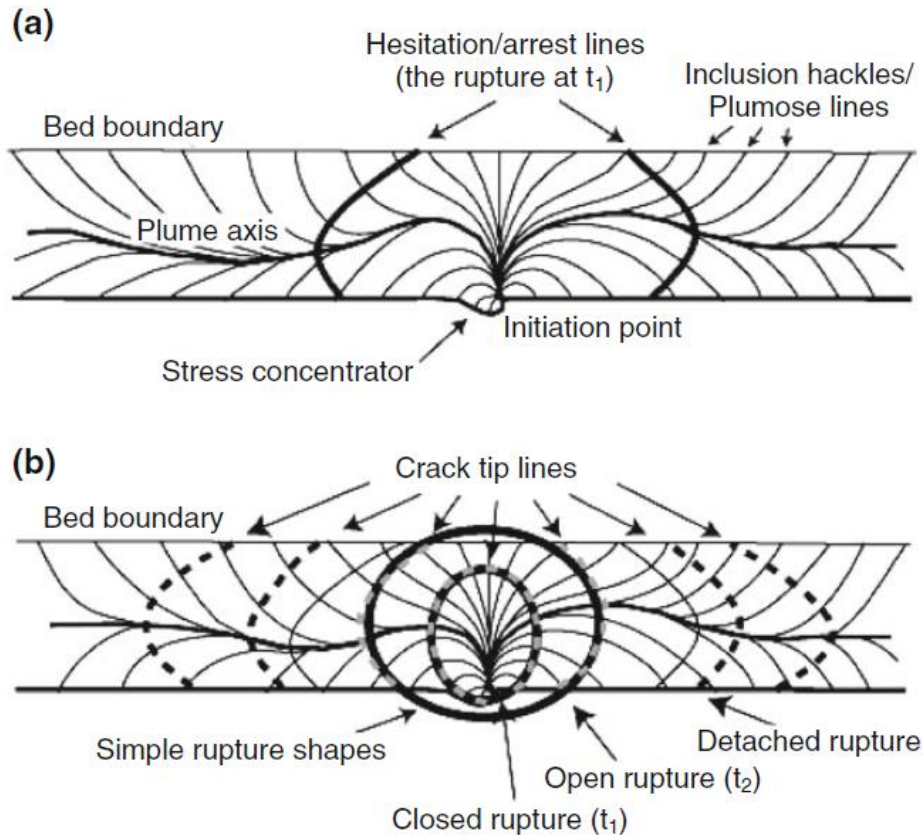 (a)
Hesitation/arrest lines
(the rupture at t₁)
Inclusion hackles/
Plumose lines
Bed boundary
Plume axis
Initiation point
Stress concentrator
(b)
Crack tip lines
Bed boundary
Simple rupture shapes
Detached rupture
Open rupture (t₂)
Closed rupture (t₁)